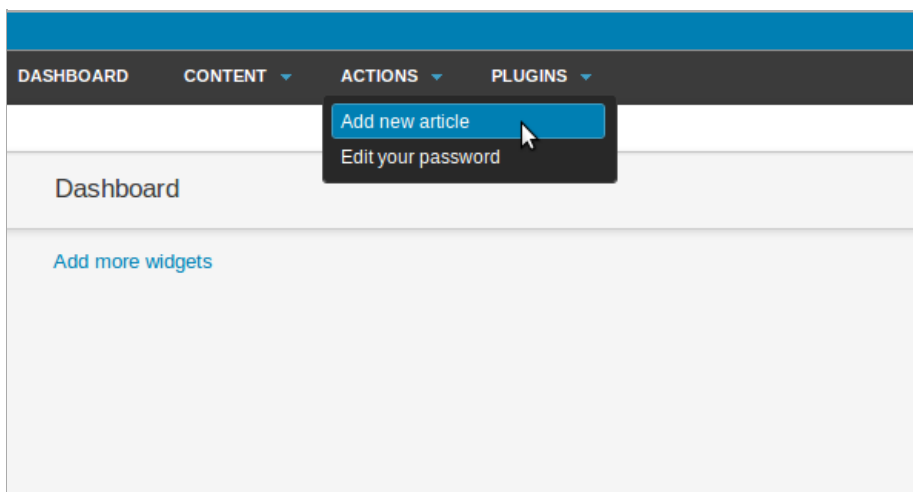 DASHBOARD CONTENT ACTIONS PLUGINS
Add new article
Edit your password
Dashboard
Add more widgets